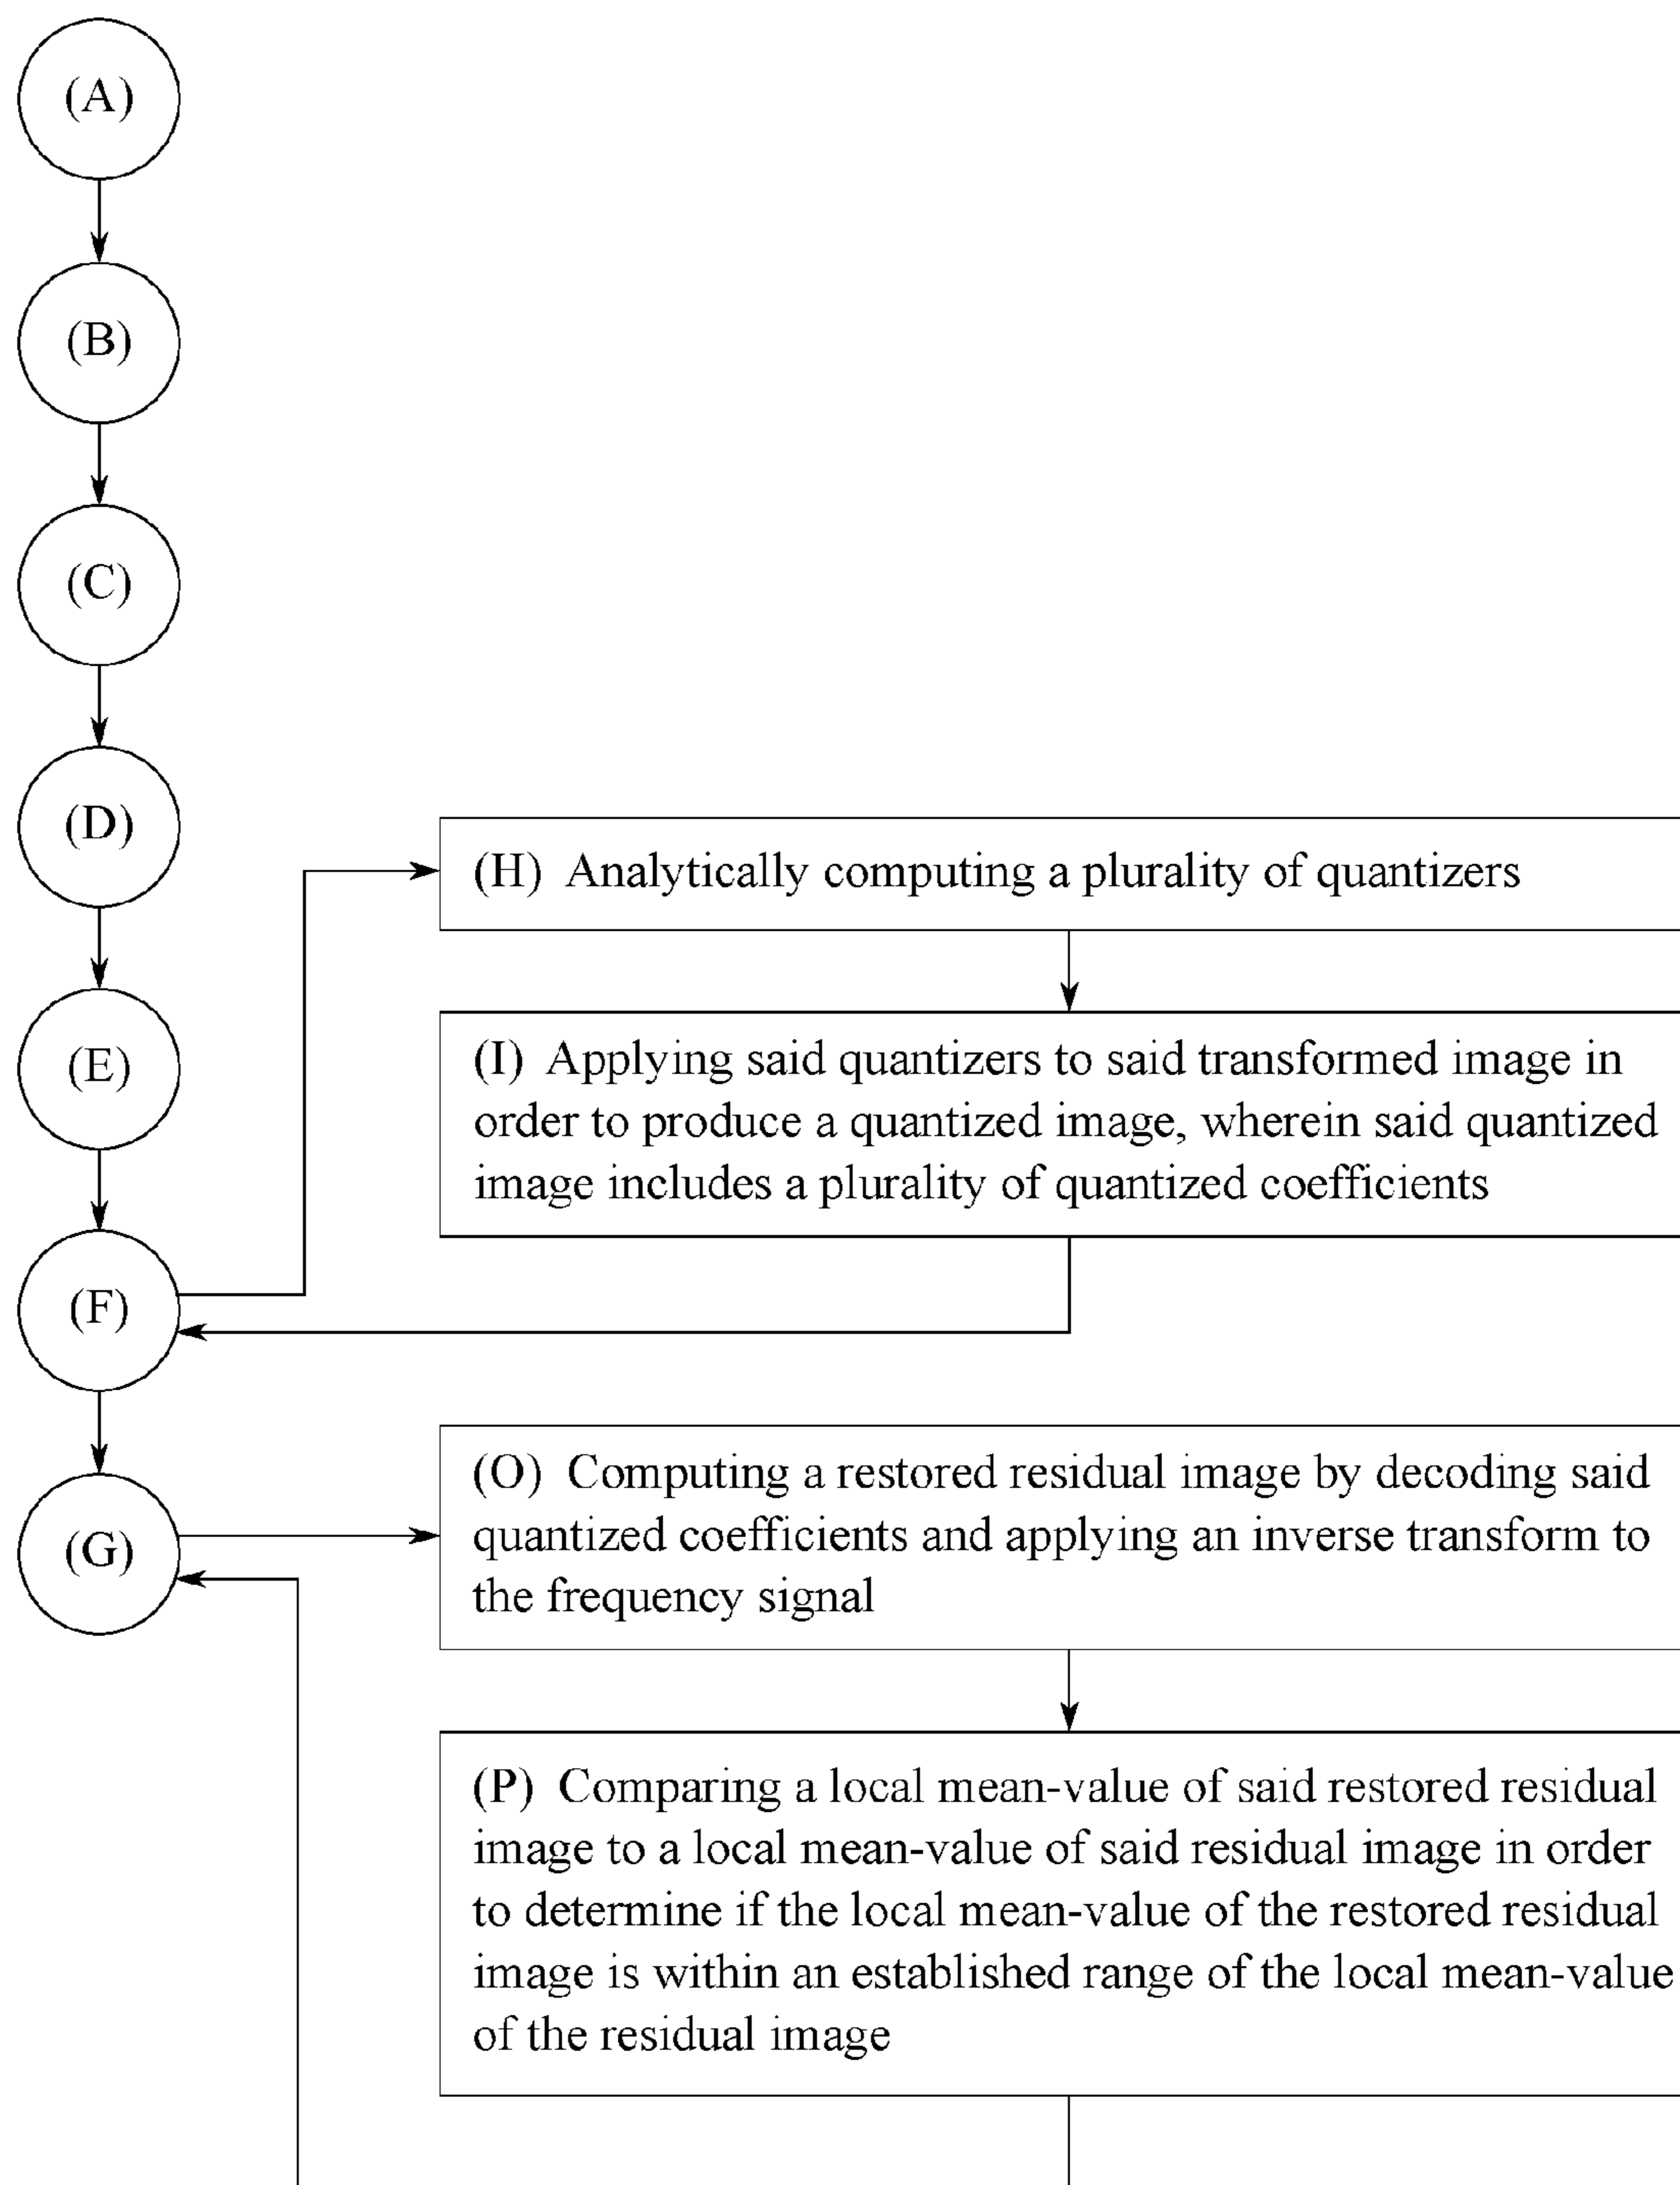 (A)
(B)
(C)
(D)
(E)
(F)
(G)
(H) Analytically computing a plurality of quantizers
(I) Applying said quantizers to said transformed image in
order to produce a quantized image, wherein said quantized
image includes a plurality of quantized coefficients
(O) Computing a restored residual image by decoding said
quantized coefficients and applying an inverse transform to
the frequency signal
(P) Comparing a local mean-value of said restored residual
image to a local mean-value of said residual image in order
to determine if the local mean-value of the restored residual
image is within an established range of the local mean-value
of the residual image